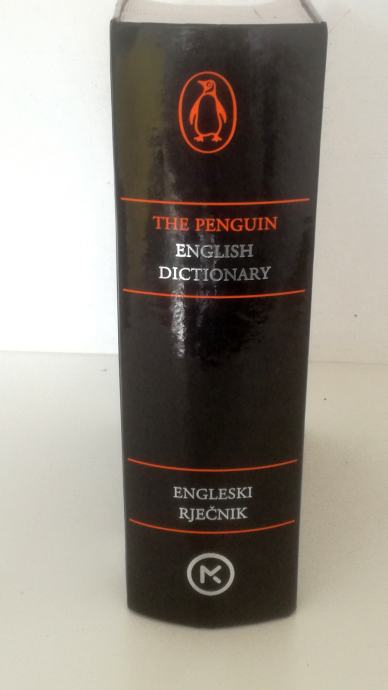 THE PENGUIN
ENGLISH
DICTIONARY
ENGLESKI
RJEČNIK